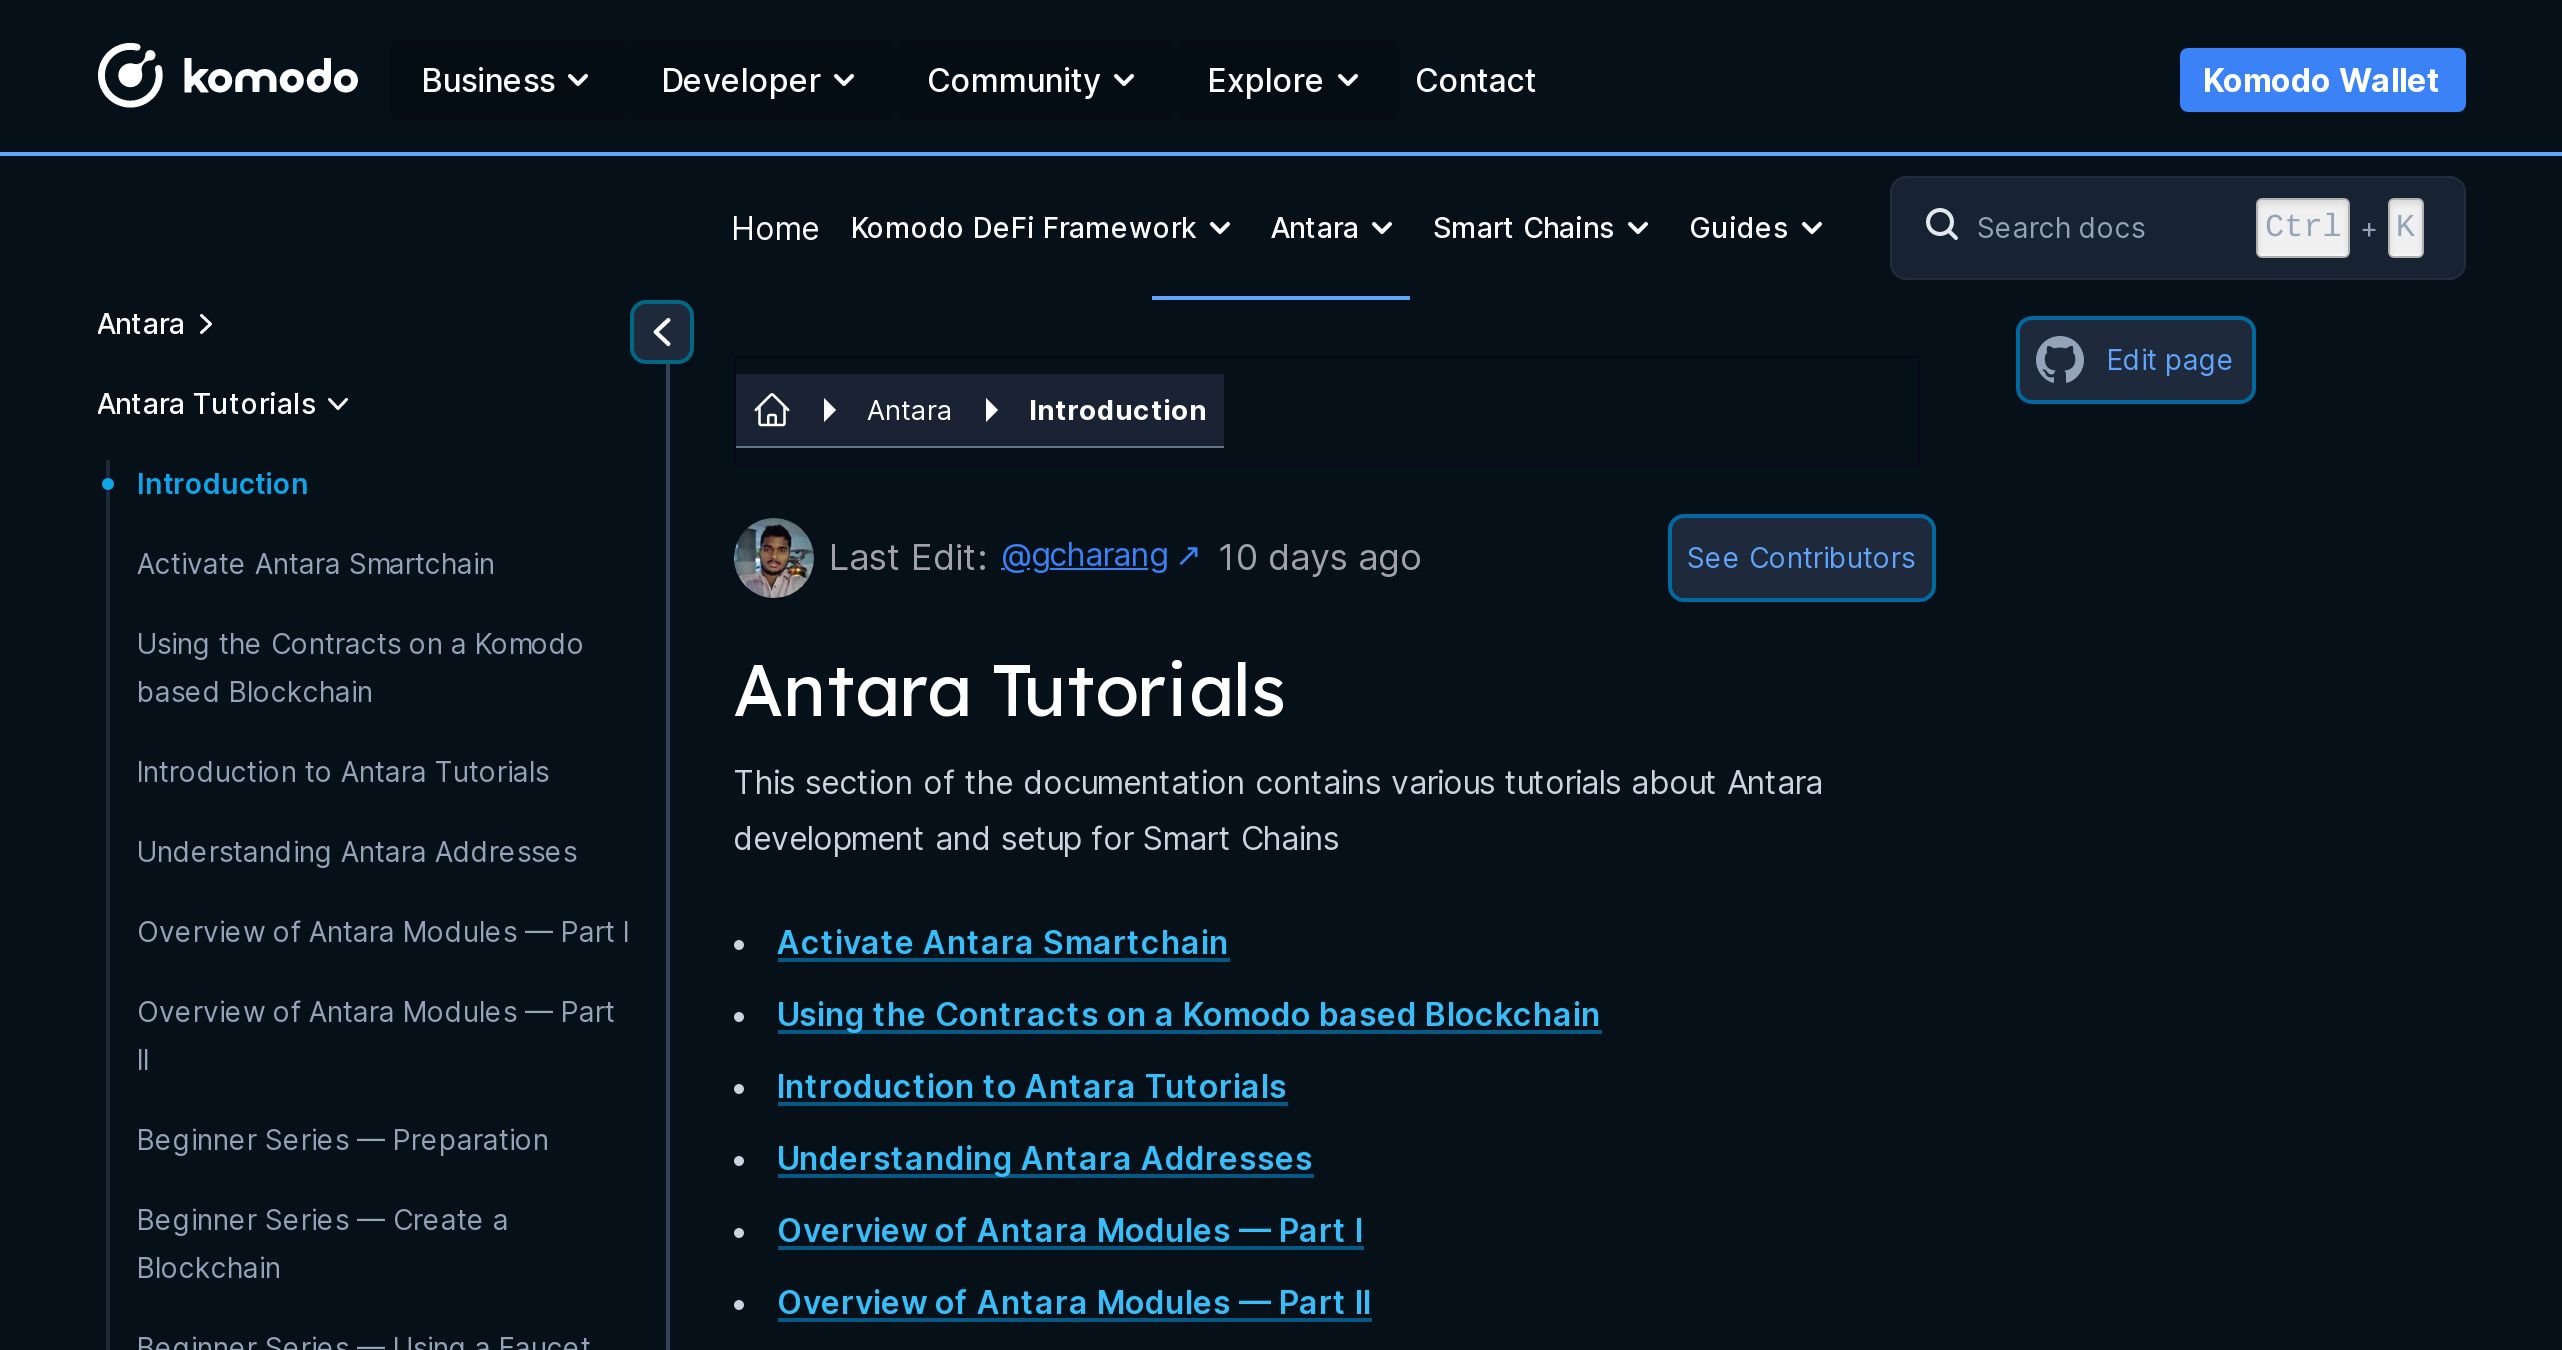 komodo
Business
Developer
Community
Explore
Contact
Komodo Wallet
Home
Komodo DeFi Framework
Antara
Smart Chains
Guides
Search docs
Ctrl + K
Antara
Antara Tutorials
Introduction
Activate Antara Smartchain
Using the Contracts on a Komodo
based Blockchain
Introduction to Antara Tutorials
Understanding Antara Addresses
Overview of Antara Modules — Part I
Overview of Antara Modules — Part
II
Beginner Series — Preparation
Beginner Series — Create a
Blockchain
Beginner Series — Using a Faucet
Antara
Introduction
Edit page
Last Edit: @gcharang ↗ 10 days ago
See Contributors
Antara Tutorials
This section of the documentation contains various tutorials about Antara
development and setup for Smart Chains
Activate Antara Smartchain
Using the Contracts on a Komodo based Blockchain
Introduction to Antara Tutorials
Understanding Antara Addresses
Overview of Antara Modules — Part I
Overview of Antara Modules — Part II